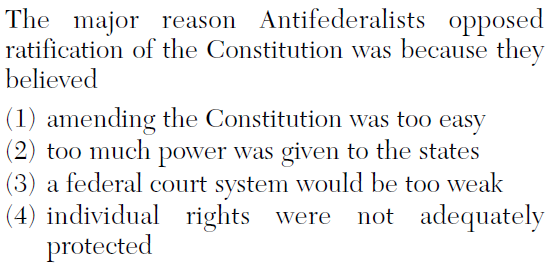 The major reason Antifederalists opposed
ratification of the Constitution was because they
believed
(1) amending the Constitution was too easy
(2) too much power was given to the states
(3) a federal court system would be too weak
(4) individual rights were not adequately
protected